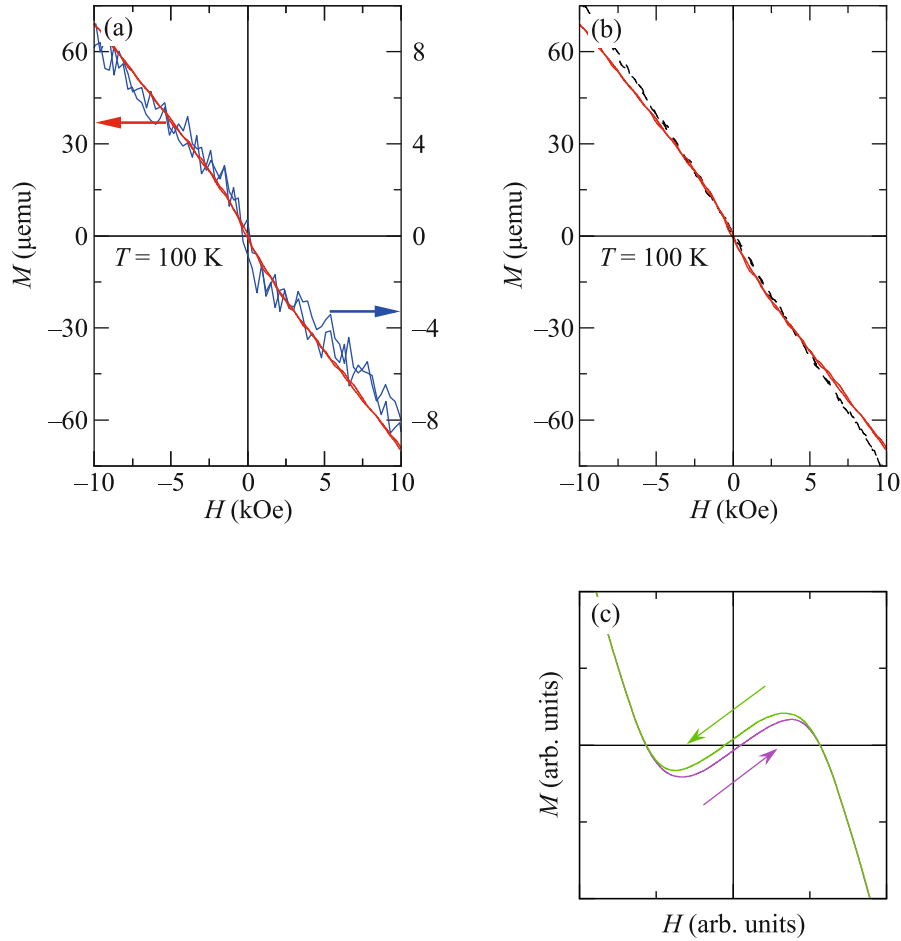 (a)
60
30
0
–30
–60
8
4
0
–4
–8
M (μemu)
T = 100 K
–10 –5 0 5 10
H (kOe)
(b)
60
30
0
–30
–60
M (μemu)
T = 100 K
–10 –5 0 5 10
H (kOe)
(c)
M (arb. units)
H (arb. units)